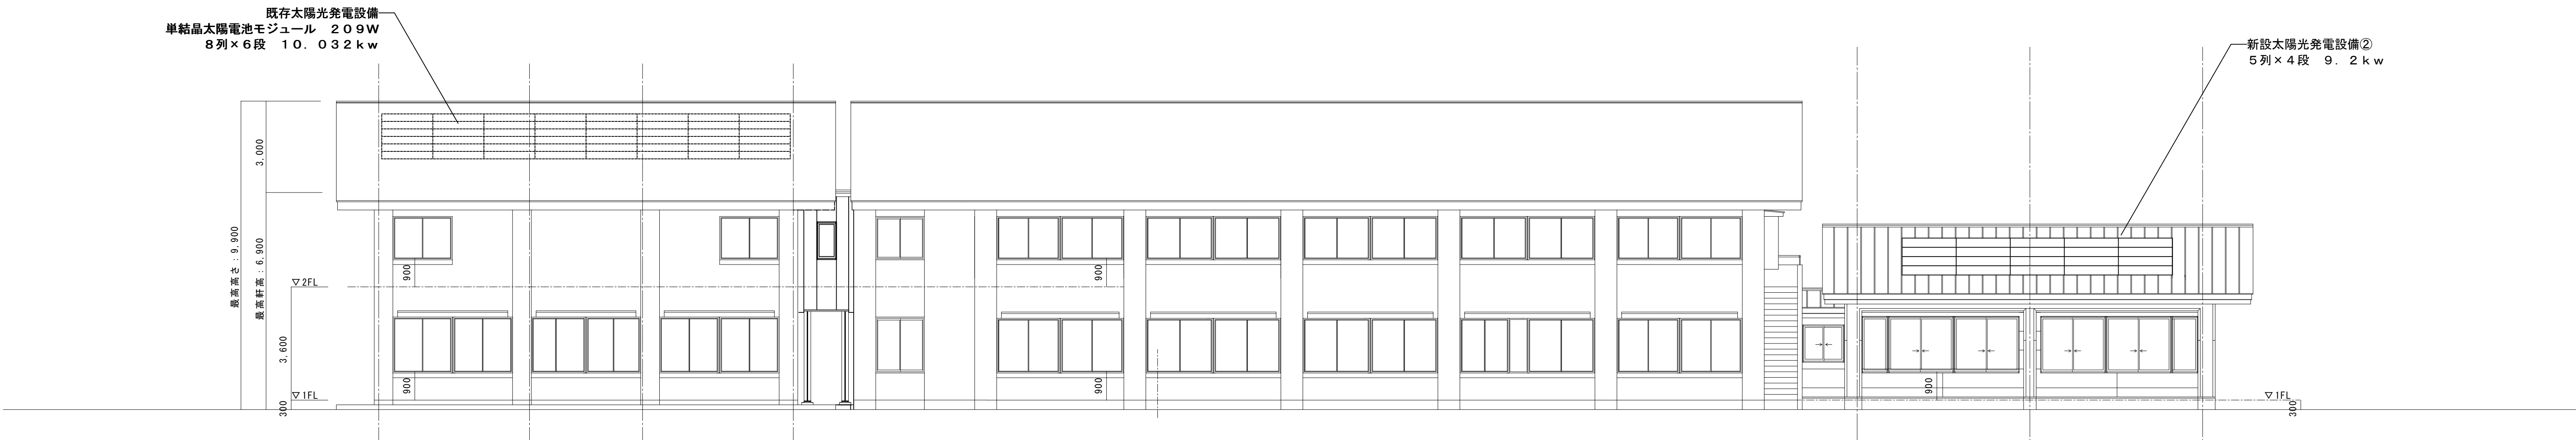 既存太陽光発電設備
単結晶太陽電池モジュール　２０９Ｗ
８列×６段　１０．０３２ｋｗ
新設太陽光発電設備②
５列×４段　９．２ｋｗ
3,000
最高高さ：9,900
最高軒高：6,900
▽2FL
3,600
▽1FL
300
900
900
900
900
900
▽1FL
300